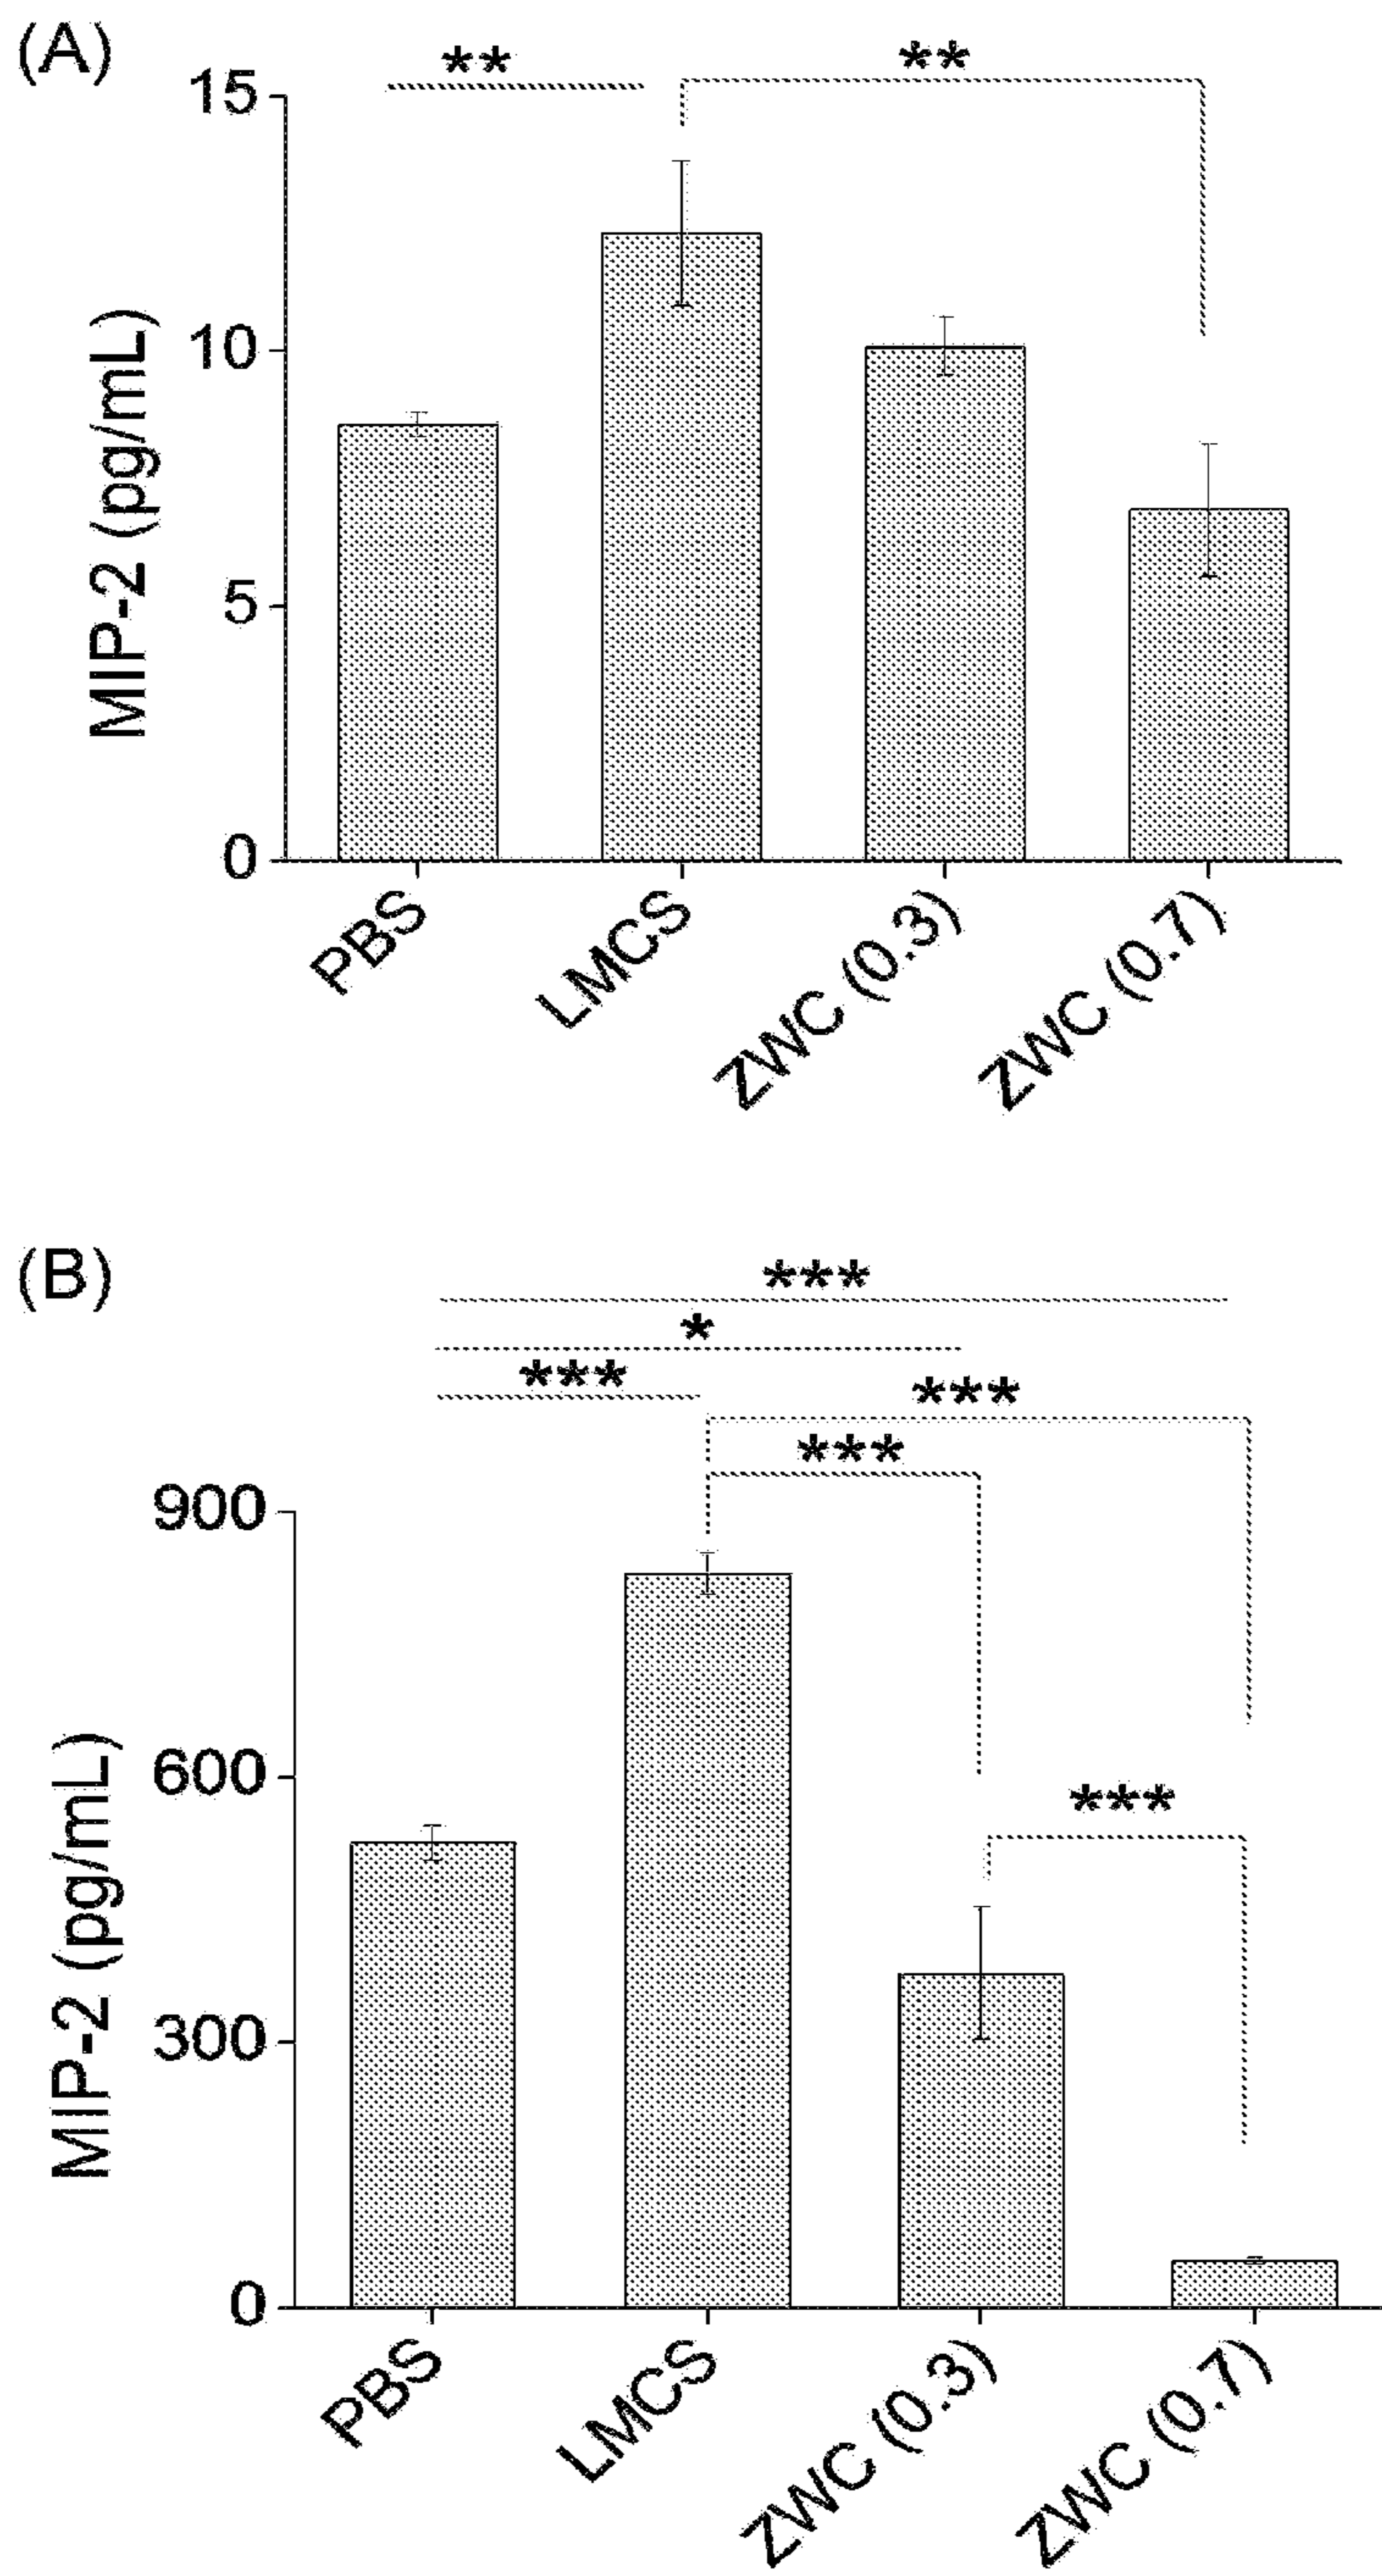 (A)
** **
15
10
5
0
MIP-2 (pg/mL)
PBS LMCS ZWC (0.3) ZWC (0.7)
(B)
***
*
*** ***
***
900
600
***
300
0
MIP-2 (pg/mL)
PBS LMCS ZWC (0.3) ZWC (0.7)